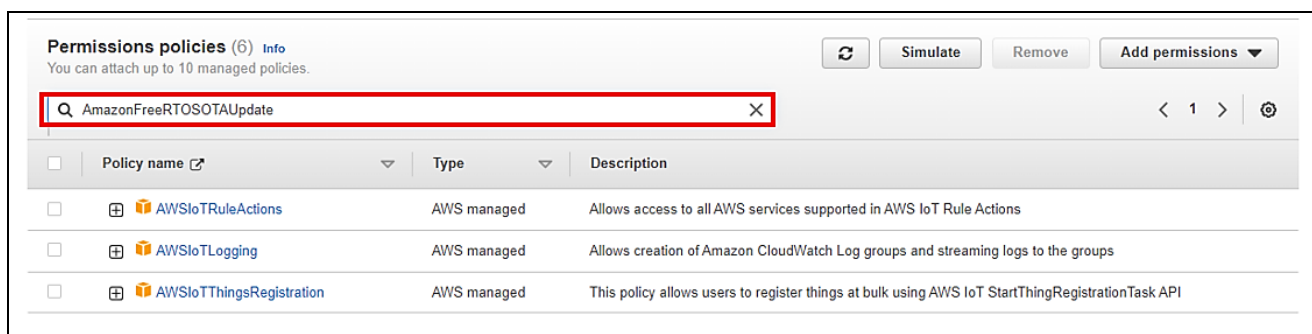 Permissions policies (6) Info
Simulate Remove Add permissions
You can attach up to 10 managed policies.
AmazonFreeRTOSOTAUpdate
1
Policy name Type Description
AWSIoTRuleActions AWS managed Allows access to all AWS services supported in AWS IoT Rule Actions
AWSIoTLogging AWS managed Allows creation of Amazon CloudWatch Log groups and streaming logs to the groups
AWSIoTThingsRegistration AWS managed This policy allows users to register things at bulk using AWS IoT StartThingRegistrationTask API